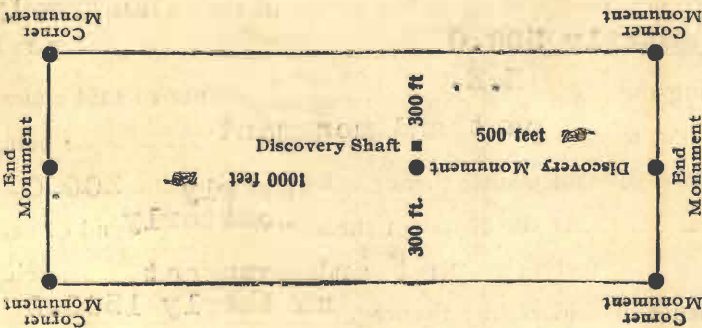 Corner
Monument
Corner
Monument
300 ft
500 feet
Discovery Shaft
Discovery Monument
1000 feet
End
Monument
End
Monument
300 ft.
Corner
Monument
Corner
Monument